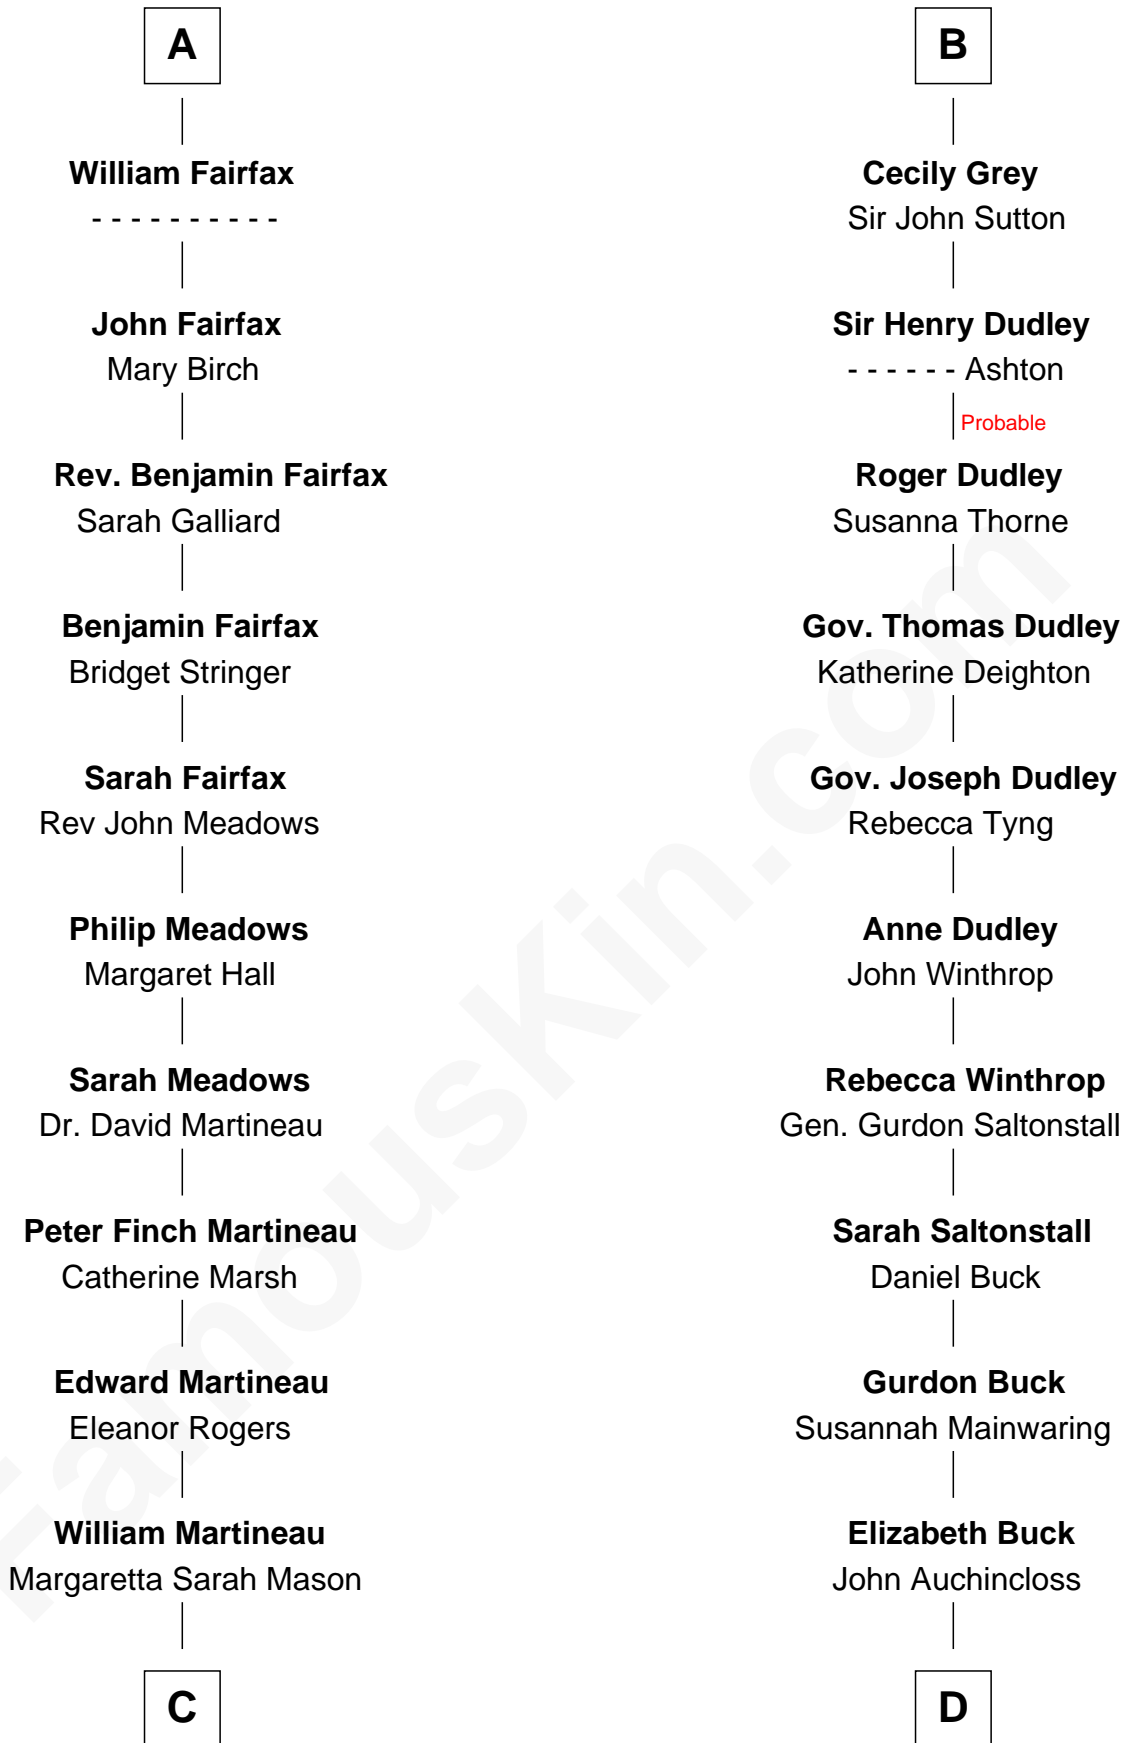 A
William Fairfax
- - - - - - - - - -
John Fairfax
Mary Birch
Rev. Benjamin Fairfax
Sarah Galliard
Benjamin Fairfax
Bridget Stringer
Sarah Fairfax
Rev John Meadows
Philip Meadows
Margaret Hall
Sarah Meadows
Dr. David Martineau
Peter Finch Martineau
Catherine Marsh
Edward Martineau
Eleanor Rogers
William Martineau
Margaretta Sarah Mason
C
B
Cecily Grey
Sir John Sutton
Sir Henry Dudley
- - - - - - Ashton
Probable
Roger Dudley
Susanna Thorne
Gov. Thomas Dudley
Katherine Deighton
Gov. Joseph Dudley
Rebecca Tyng
Anne Dudley
John Winthrop
Rebecca Winthrop
Gen. Gurdon Saltonstall
Sarah Saltonstall
Daniel Buck
Gurdon Buck
Susannah Mainwaring
Elizabeth Buck
John Auchincloss
D
FamousKin.com